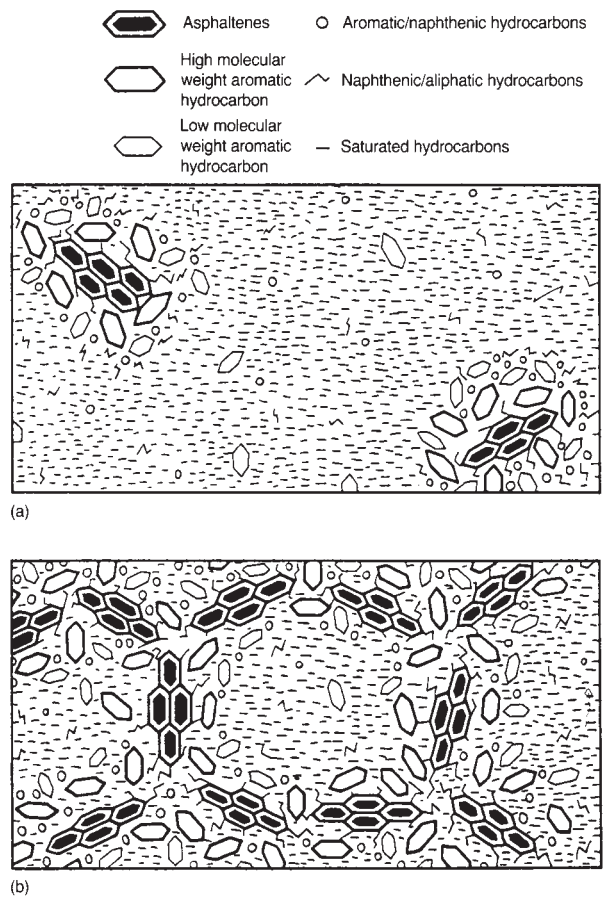 Asphaltenes
Aromatic/naphthenic hydrocarbons
High molecular
weight aromatic
hydrocarbon
Naphthenic/aliphatic hydrocarbons
Low molecular
weight aromatic
hydrocarbon
Saturated hydrocarbons
(a)
(b)